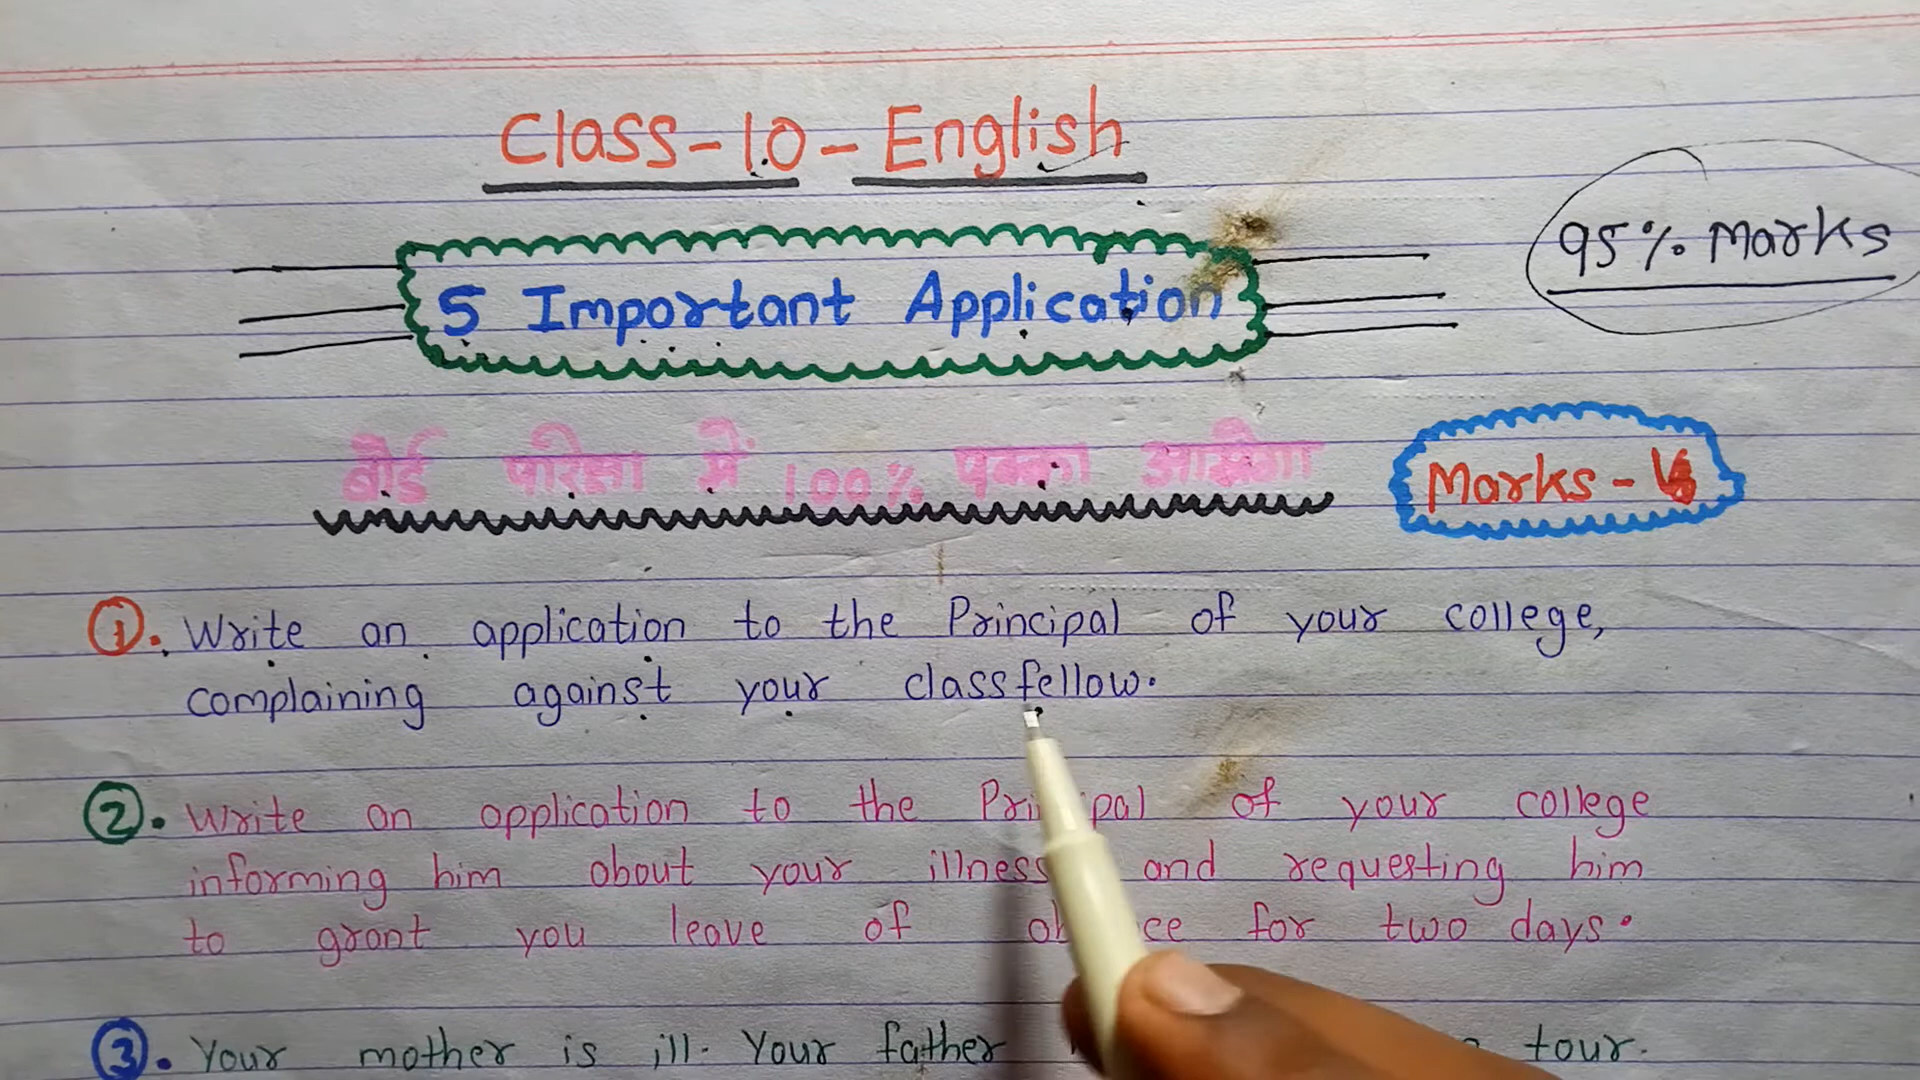 Class-10-English
95% Marks
5 Important Application
बोर्ड परिक्षा में 100% पक्का आयेगा
Marks-
1. Write an application to the Principal of your college,
complaining against your classfellow.
2. Write an application to the Principal of your college
informing him about your illness and requesting him
to grant you leave of for two days.
3. Your mother is ill. Your father tour.